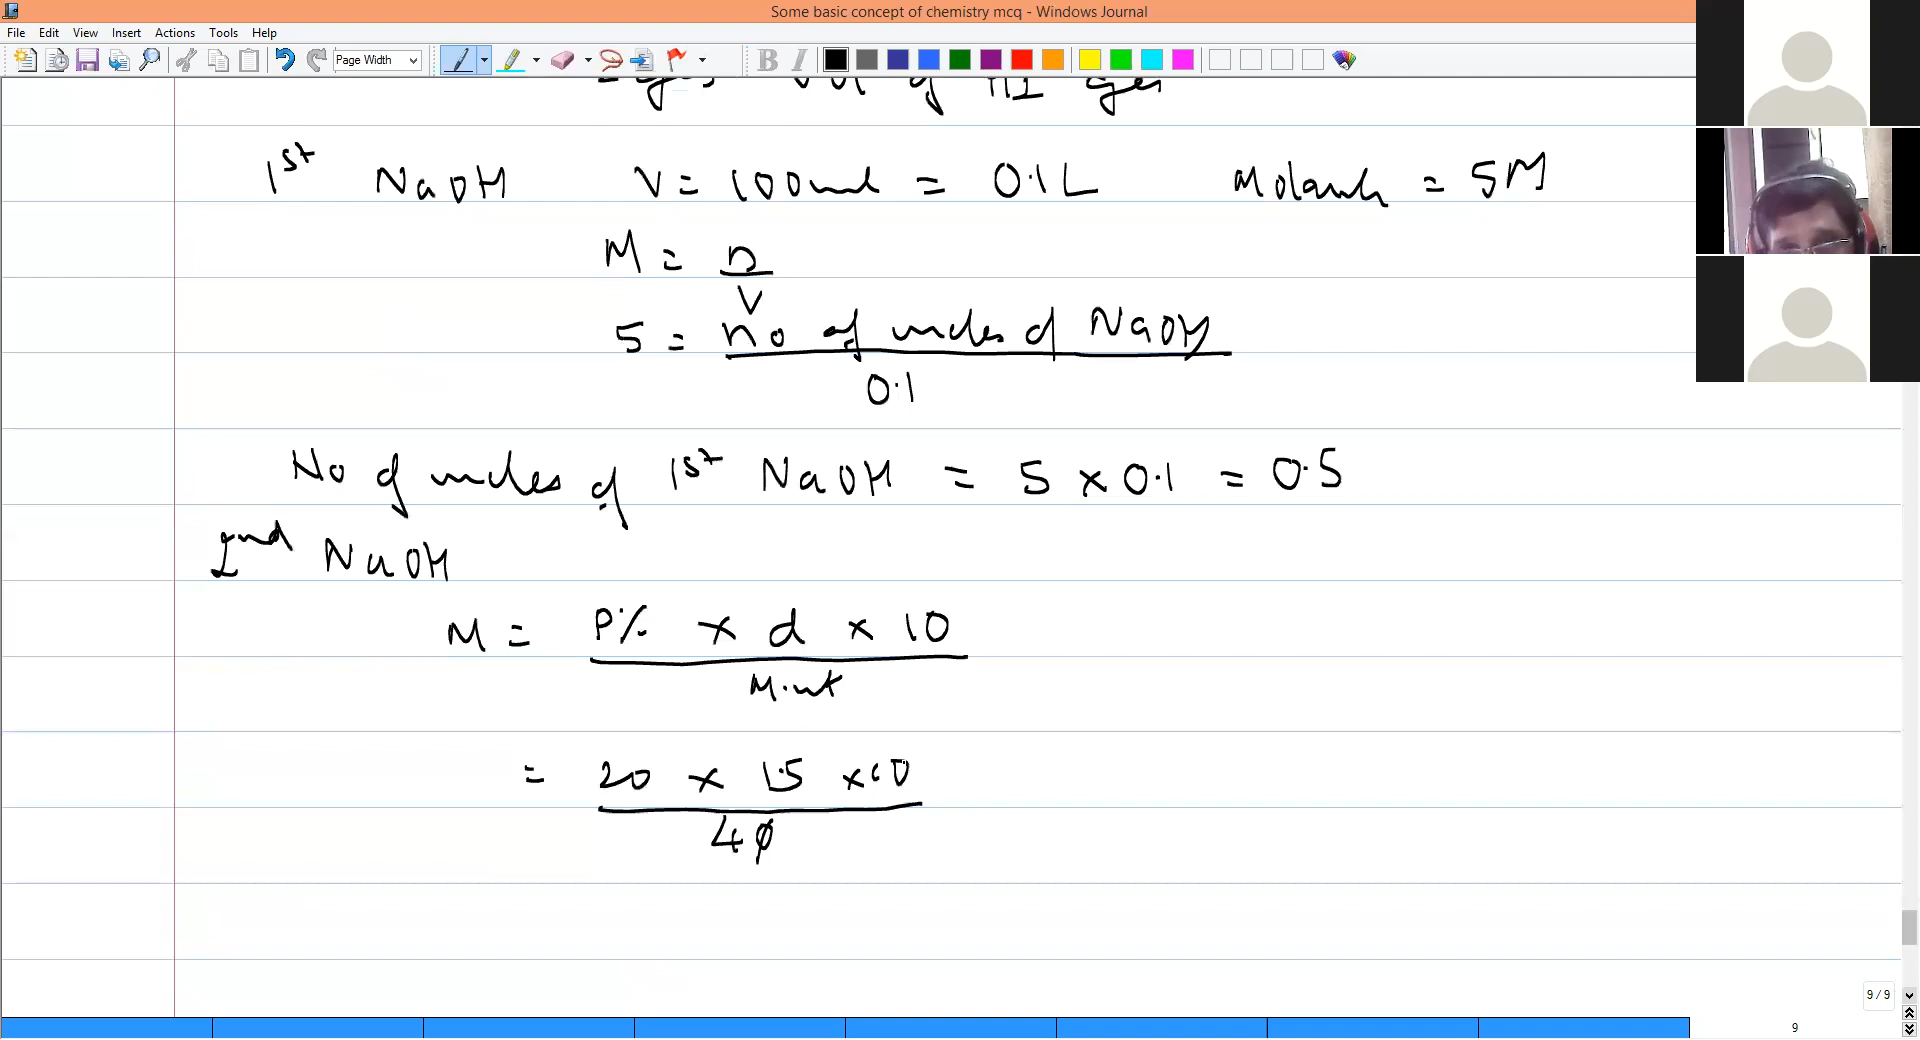 Some basic concept of chemistry mcq - Windows Journal
File Edit View Insert Actions Tools Help
Page Width B I
1st NaOH V = 100ml = 0.1L Molarity = 5M
M = n
V
5 = no of moles of NaOH
0.1
No of moles of 1st NaOH = 5 x 0.1 = 0.5
2nd NaOH
M = P% x d x 10
M.wt
= 20 x 1.5 x 10
40
9 / 9
9